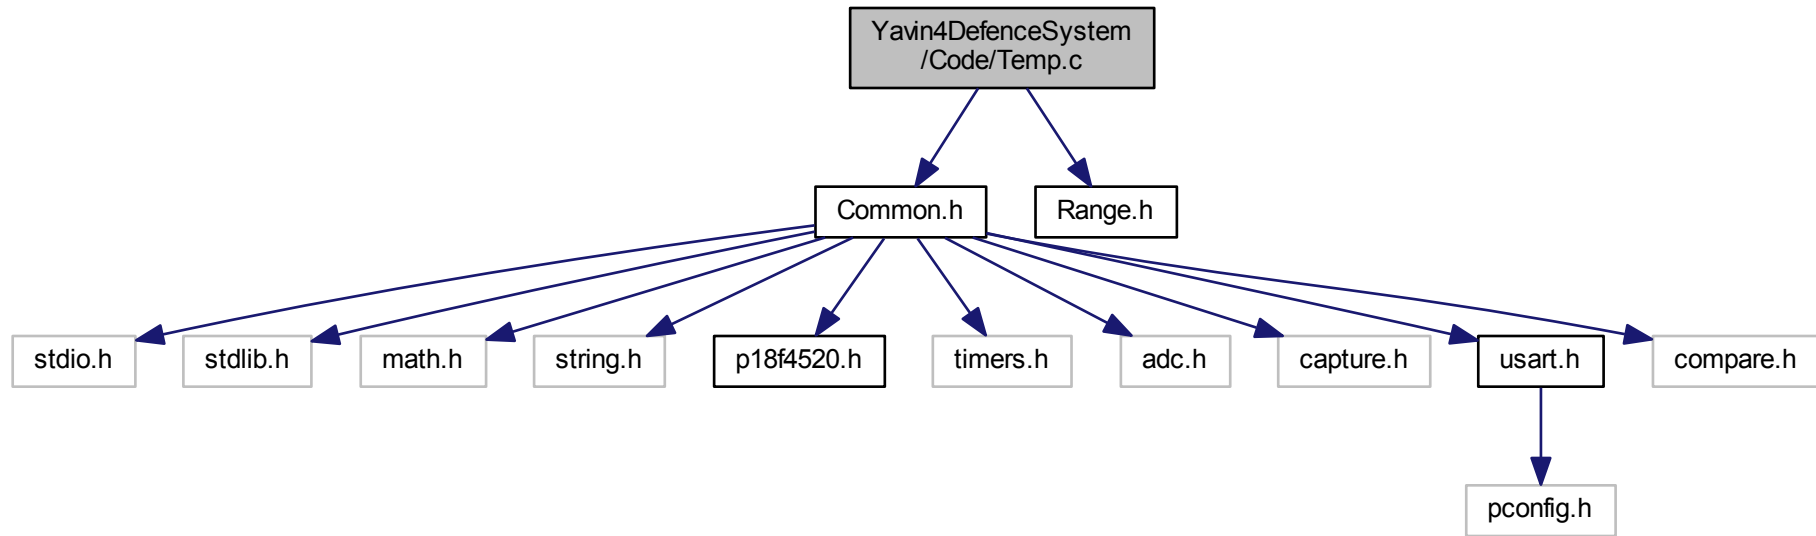 Yavin4DefenceSystem
/Code/Temp.c
Common.h
Range.h
stdio.h
stdlib.h
math.h
string.h
p18f4520.h
timers.h
adc.h
capture.h
usart.h
compare.h
pconfig.h